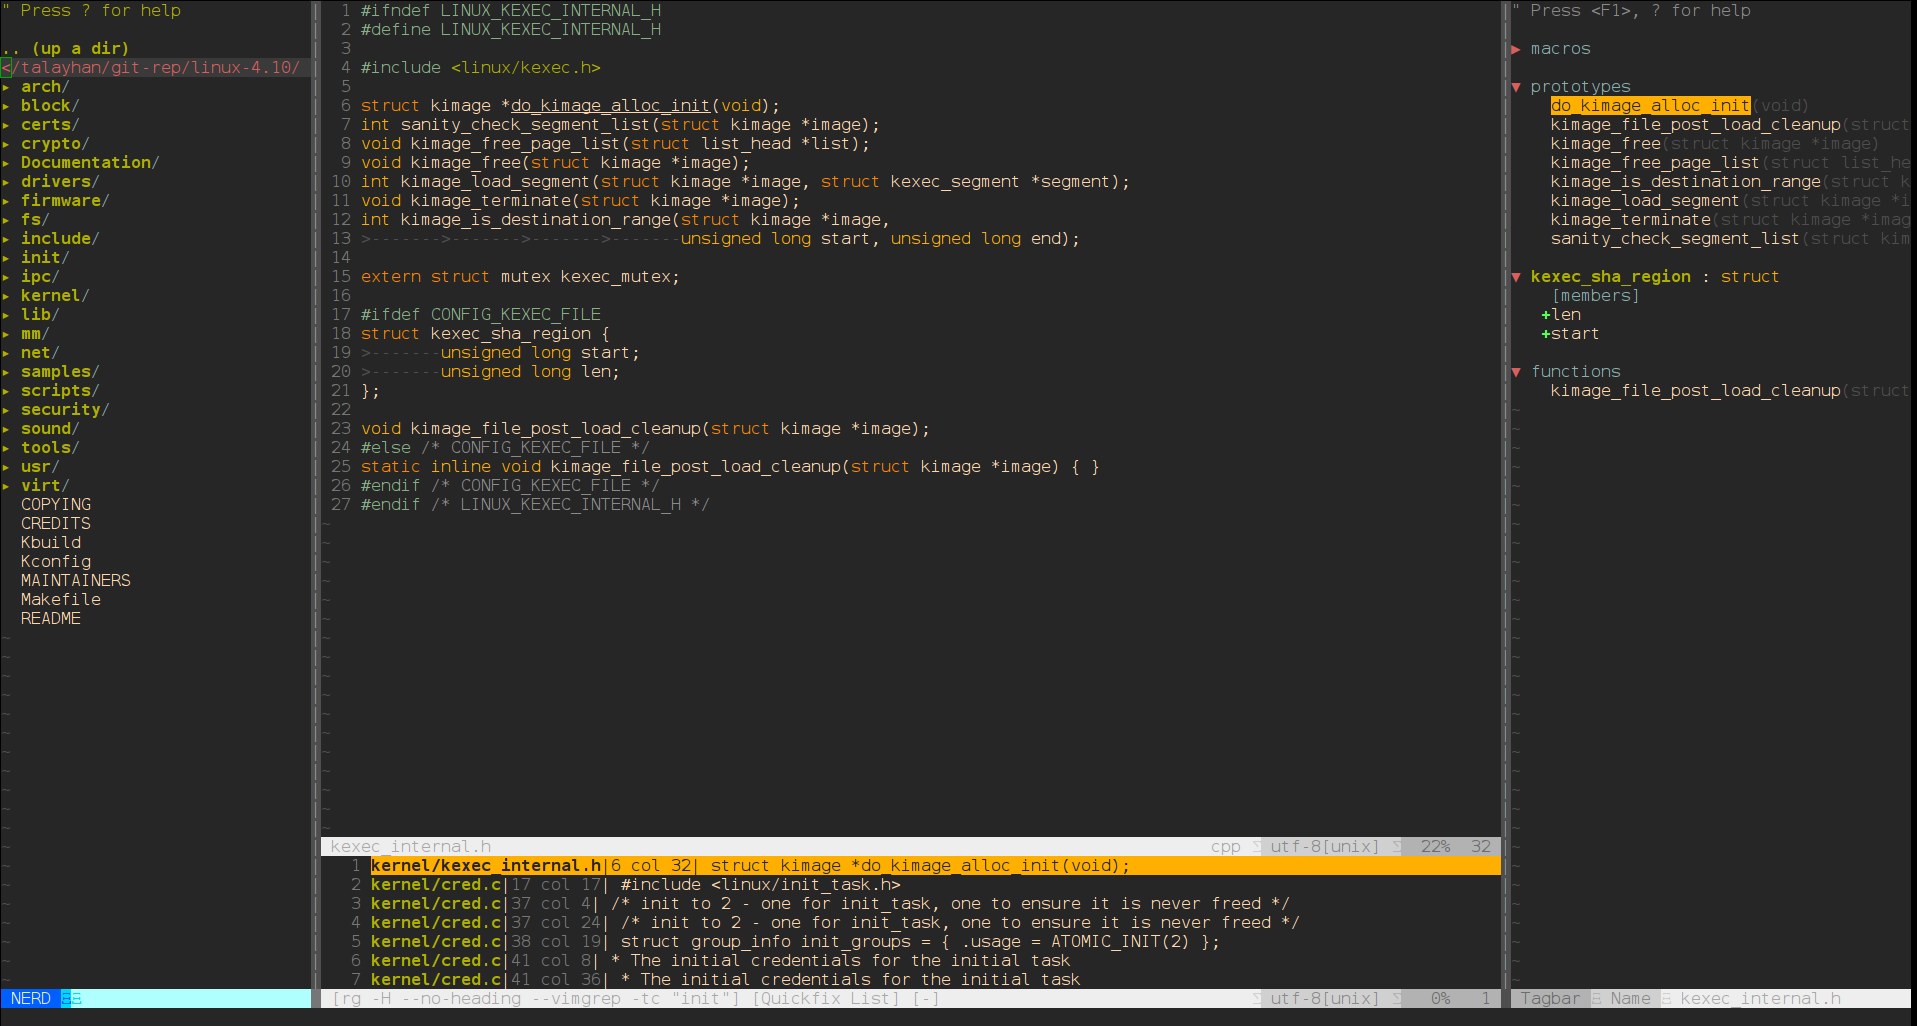 " Press ? for help
.. (up a dir)
</talayhan/git-rep/linux-4.10/
▸ arch/
▸ block/
▸ certs/
▸ crypto/
▸ Documentation/
▸ drivers/
▸ firmware/
▸ fs/
▸ include/
▸ init/
▸ ipc/
▸ kernel/
▸ lib/
▸ mm/
▸ net/
▸ samples/
▸ scripts/
▸ security/
▸ sound/
▸ tools/
▸ usr/
▸ virt/
COPYING
CREDITS
Kbuild
Kconfig
MAINTAINERS
Makefile
README
NERD
1 #ifndef LINUX_KEXEC_INTERNAL_H
2 #define LINUX_KEXEC_INTERNAL_H
3
4 #include <linux/kexec.h>
5
6 struct kimage *do_kimage_alloc_init(void);
7 int sanity_check_segment_list(struct kimage *image);
8 void kimage_free_page_list(struct list_head *list);
9 void kimage_free(struct kimage *image);
10 int kimage_load_segment(struct kimage *image, struct kexec_segment *segment);
11 void kimage_terminate(struct kimage *image);
12 int kimage_is_destination_range(struct kimage *image,
13 >------->------->------->-------unsigned long start, unsigned long end);
14
15 extern struct mutex kexec_mutex;
16
17 #ifdef CONFIG_KEXEC_FILE
18 struct kexec_sha_region {
19 >-------unsigned long start;
20 >-------unsigned long len;
21 };
22
23 void kimage_file_post_load_cleanup(struct kimage *image);
24 #else /* CONFIG_KEXEC_FILE */
25 static inline void kimage_file_post_load_cleanup(struct kimage *image) { }
26 #endif /* CONFIG_KEXEC_FILE */
27 #endif /* LINUX_KEXEC_INTERNAL_H */
kexec_internal.h cpp utf-8[unix] 22% 32
1 kernel/kexec_internal.h|6 col 32| struct kimage *do_kimage_alloc_init(void);
2 kernel/cred.c|17 col 17| #include <linux/init_task.h>
3 kernel/cred.c|37 col 4| /* init to 2 - one for init_task, one to ensure it is never freed */
4 kernel/cred.c|37 col 24| /* init to 2 - one for init_task, one to ensure it is never freed */
5 kernel/cred.c|38 col 19| struct group_info init_groups = { .usage = ATOMIC_INIT(2) };
6 kernel/cred.c|41 col 8| * The initial credentials for the initial task
7 kernel/cred.c|41 col 36| * The initial credentials for the initial task
[rg -H --no-heading --vimgrep -tc "init"] [Quickfix List] [-] utf-8[unix] 0% 1
" Press <F1>, ? for help
▶ macros
▼ prototypes
do_kimage_alloc_init(void)
kimage_file_post_load_cleanup(struct
kimage_free(struct kimage *image)
kimage_free_page_list(struct list_he
kimage_is_destination_range(struct k
kimage_load_segment(struct kimage *i
kimage_terminate(struct kimage *imag
sanity_check_segment_list(struct kim
▼ kexec_sha_region : struct
[members]
+len
+start
▼ functions
kimage_file_post_load_cleanup(struct
Tagbar Name kexec_internal.h